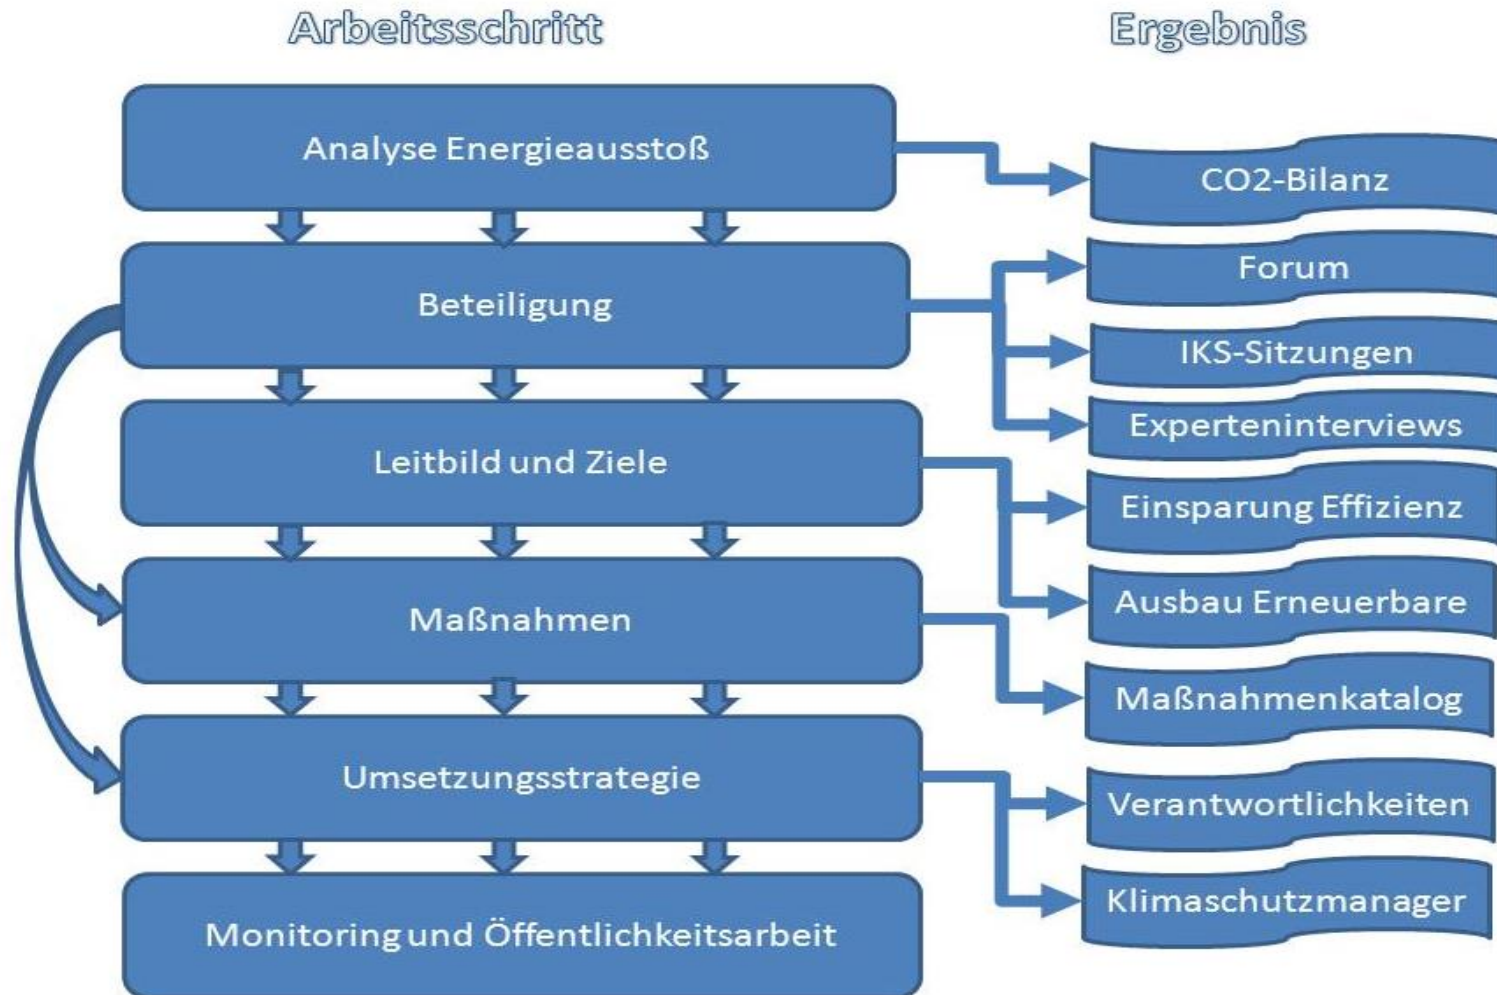 Arbeitsschritt
Ergebnis
Analyse Energieausstoß
CO2-Bilanz
Beteiligung
Forum
IKS-Sitzungen
Experteninterviews
Leitbild und Ziele
Einsparung Effizienz
Ausbau Erneuerbare
Maßnahmen
Maßnahmenkatalog
Umsetzungsstrategie
Verantwortlichkeiten
Klimaschutzmanager
Monitoring und Öffentlichkeitsarbeit